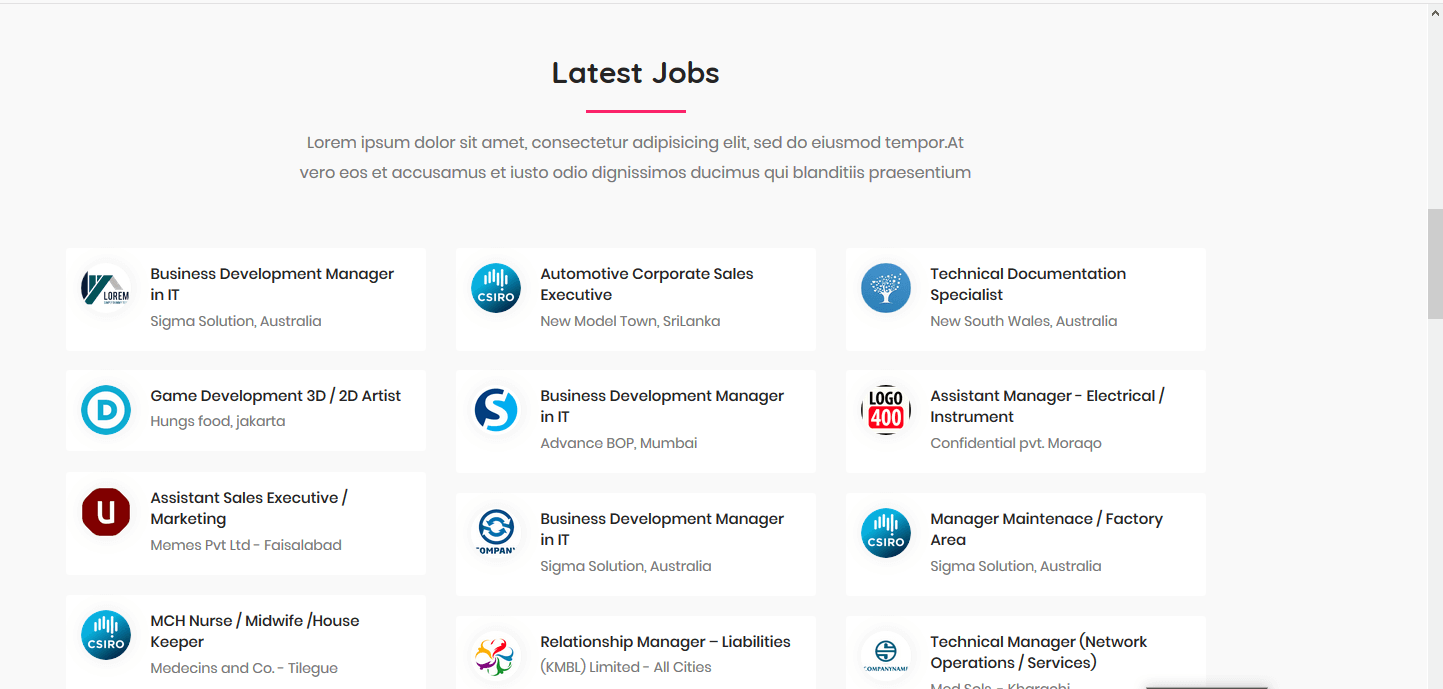 Latest Jobs
Lorem ipsum dolor sit amet, consectetur adipisicing elit, sed do eiusmod tempor.At
vero eos et accusamus et iusto odio dignissimos ducimus qui blanditiis praesentium
LOREM
Business Development Manager
in IT
Sigma Solution, Australia
D
Game Development 3D / 2D Artist
Hungs food, jakarta
U
Assistant Sales Executive /
Marketing
Memes Pvt Ltd - Faisalabad
CSIRO
MCH Nurse / Midwife /House
Keeper
Medecins and Co. - Tilegue
CSIRO
Automotive Corporate Sales
Executive
New Model Town, SriLanka
S
Business Development Manager
in IT
Advance BOP, Mumbai
OMPAN
Business Development Manager
in IT
Sigma Solution, Australia
Relationship Manager – Liabilities
(KMBL) Limited - All Cities
Technical Documentation
Specialist
New South Wales, Australia
LOGO
400
Assistant Manager - Electrical /
Instrument
Confidential pvt. Moraqo
CSIRO
Manager Maintenace / Factory
Area
Sigma Solution, Australia
OMPANYNAM
Technical Manager (Network
Operations / Services)
Med Sols - Kharachi